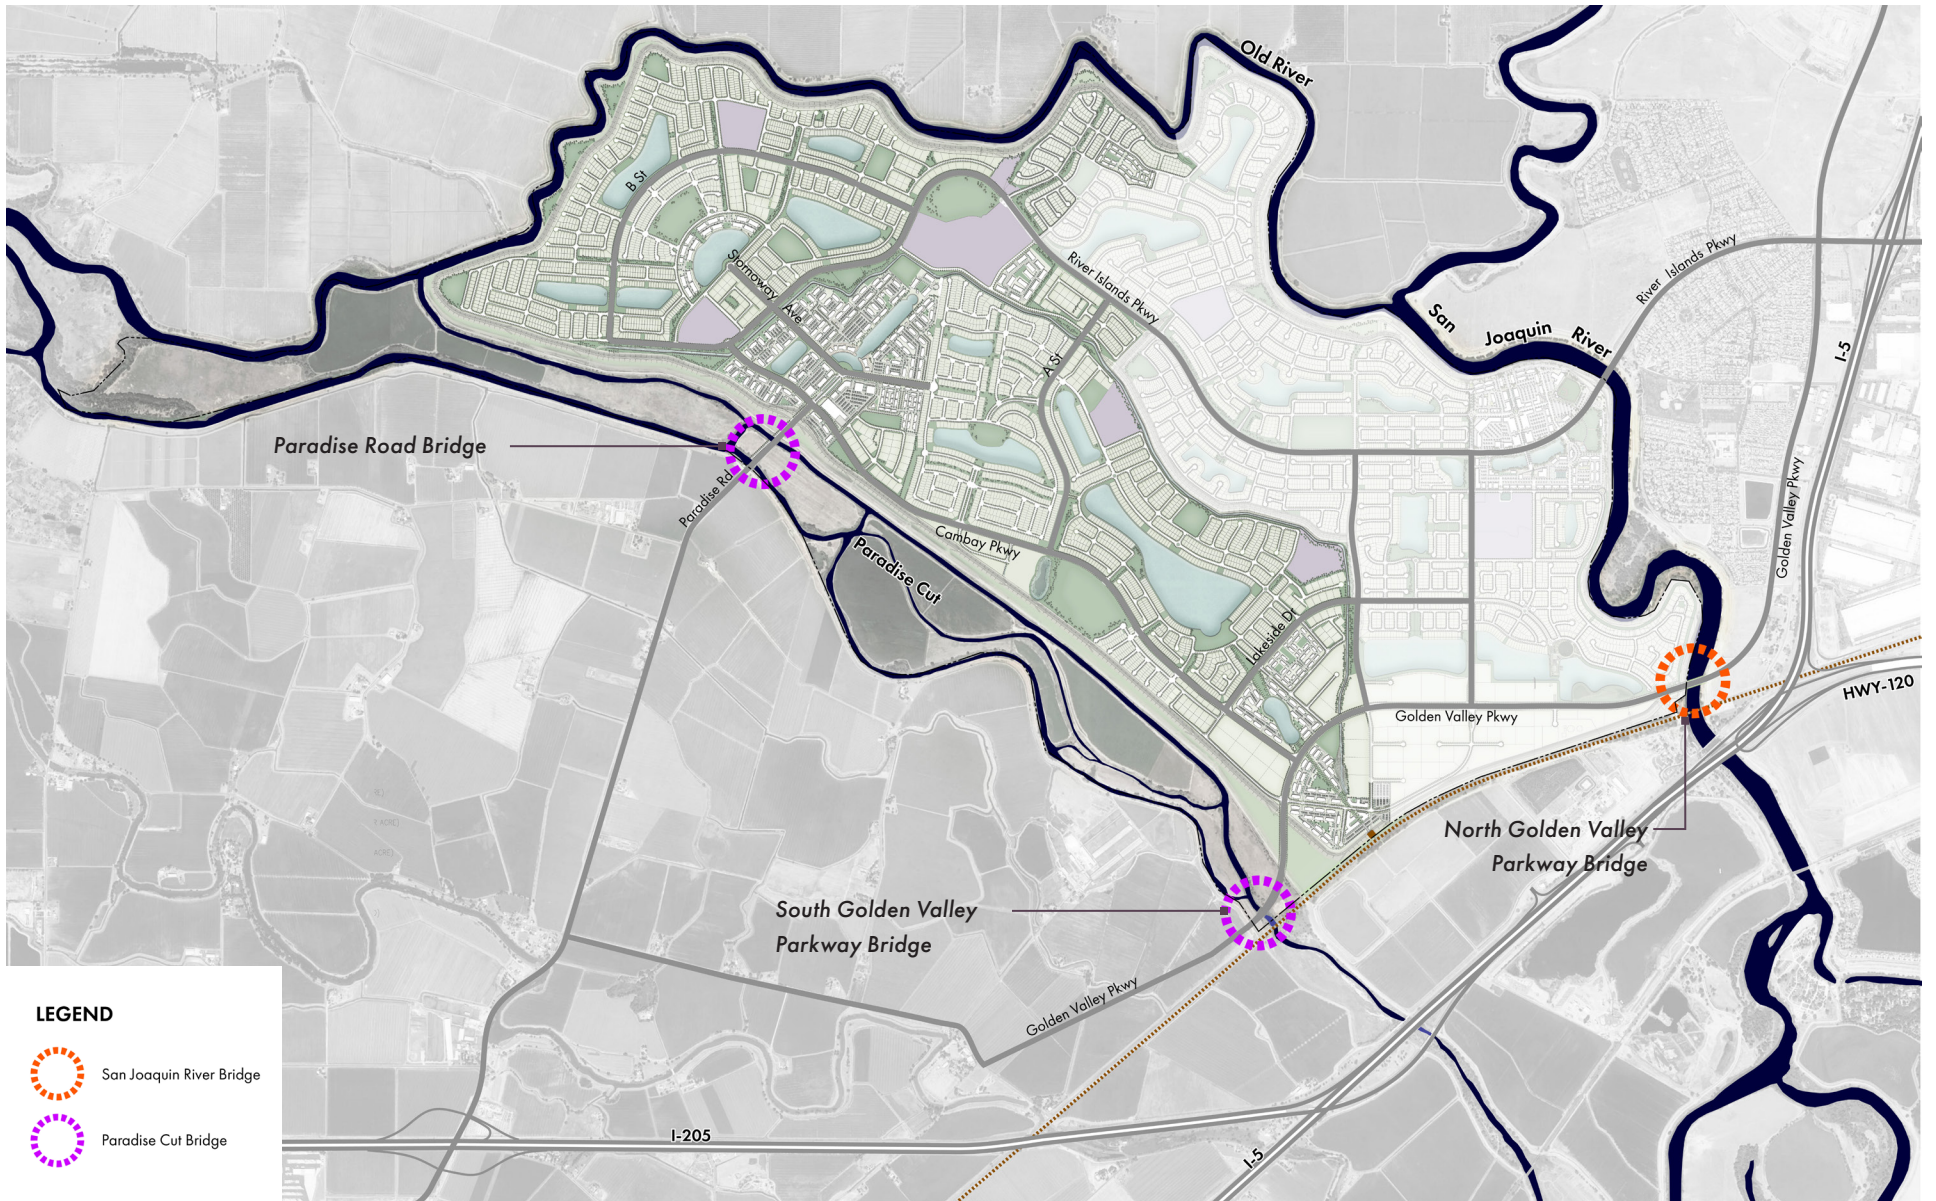 Old River
B St
Stornoway Ave
River Islands Pkwy
River Islands Pkwy
San Joaquin River
I-5
A St
Paradise Road Bridge
Paradise Rd
Golden Valley Pkwy
Cambay Pkwy
Paradise Cut
Lakeside Dr
HWY-120
Golden Valley Pkwy
North Golden Valley
Parkway Bridge
South Golden Valley
Parkway Bridge
Golden Valley Pkwy
LEGEND
San Joaquin River Bridge
Paradise Cut Bridge
I-205
I-5